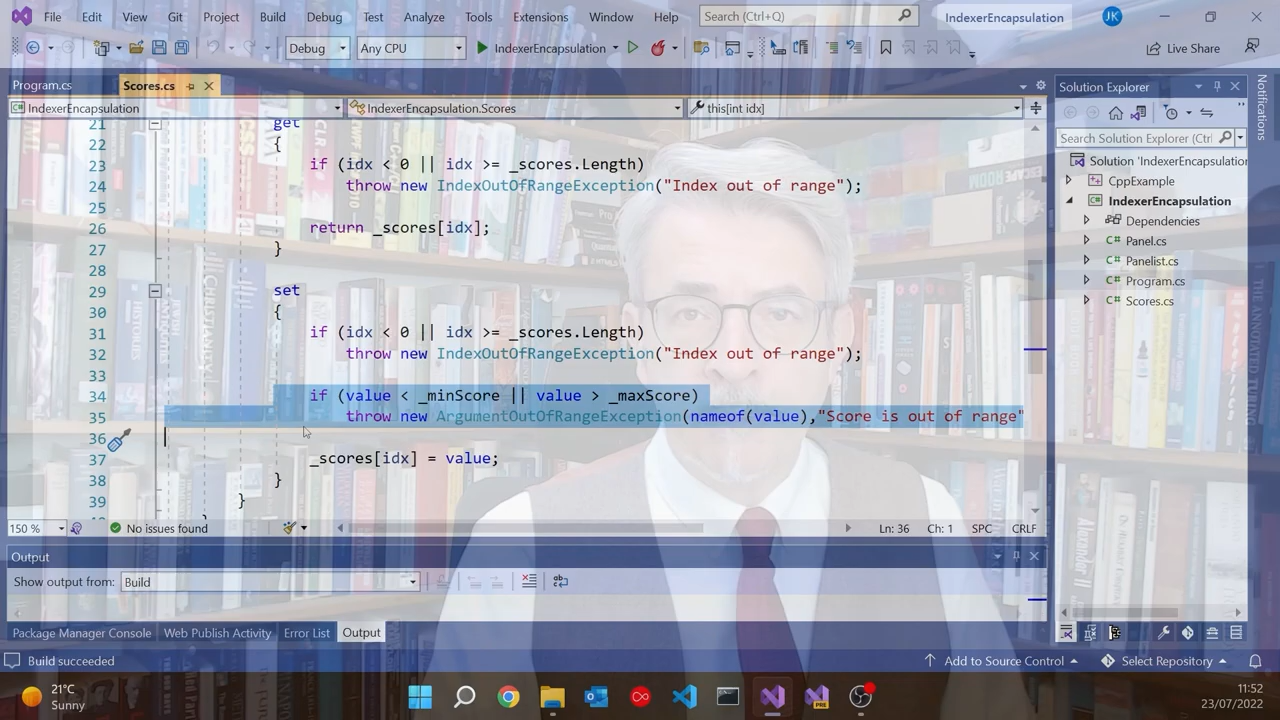 File Edit View Git Project Build Debug Test Analyze Tools Extensions Window Help Search (Ctrl+Q) IndexerEncapsulation JK
Debug Any CPU IndexerEncapsulation Live Share
Program.cs Scores.cs
IndexerEncapsulation IndexerEncapsulation.Scores this[int idx]
21 get
22 {
23 if (idx < 0 || idx >= _scores.Length)
24 throw new IndexOutOfRangeException("Index out of range");
25
26 return _scores[idx];
27 }
28
29 set
30 {
31 if (idx < 0 || idx >= _scores.Length)
32 throw new IndexOutOfRangeException("Index out of range");
33
34 if (value < _minScore || value > _maxScore)
35 throw new ArgumentOutOfRangeException(nameof(value),"Score is out of range"
36
37 _scores[idx] = value;
38 }
39 }
150 % No issues found Ln: 36 Ch: 1 SPC CRLF
Output
Show output from: Build
Package Manager Console Web Publish Activity Error List Output
Solution Explorer
Search Solution Explorer (Ctrl
Solution 'IndexerEncapsulation
CppExample
IndexerEncapsulation
Dependencies
Panel.cs
Panelist.cs
Program.cs
Scores.cs
Notifications
Build succeeded Add to Source Control Select Repository
21°C
Sunny
PRE
11:52
23/07/2022